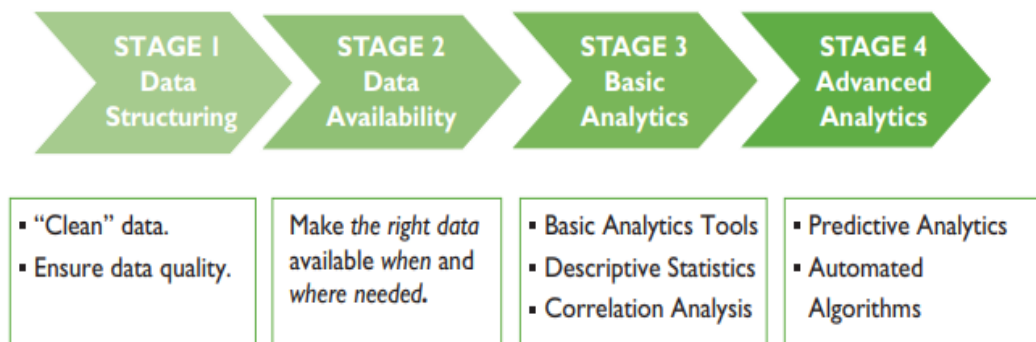 STAGE 1
Data
Structuring
STAGE 2
Data
Availability
STAGE 3
Basic
Analytics
STAGE 4
Advanced
Analytics
▪ “Clean” data.
▪ Ensure data quality.
Make the right data
available when and
where needed.
▪ Basic Analytics Tools
▪ Descriptive Statistics
▪ Correlation Analysis
▪ Predictive Analytics
▪ Automated
Algorithms